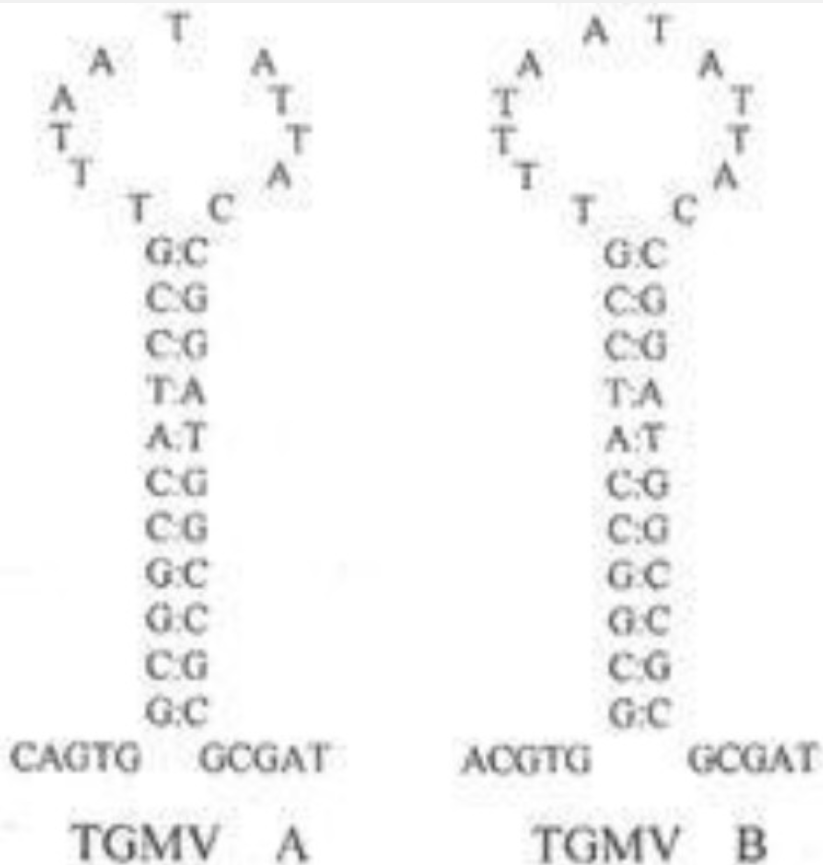 A T
T A A A
A A T T
T T T T
T A T A
T C T C
G:C G:C
C:G C:G
C:G C:G
T:A T:A
A:T A:T
C:G C:G
C:G C:G
G:C G:C
G:C G:C
C:G C:G
G:C G:C
CAGTG GCGAT ACGTG GCGAT
TGMV A TGMV B